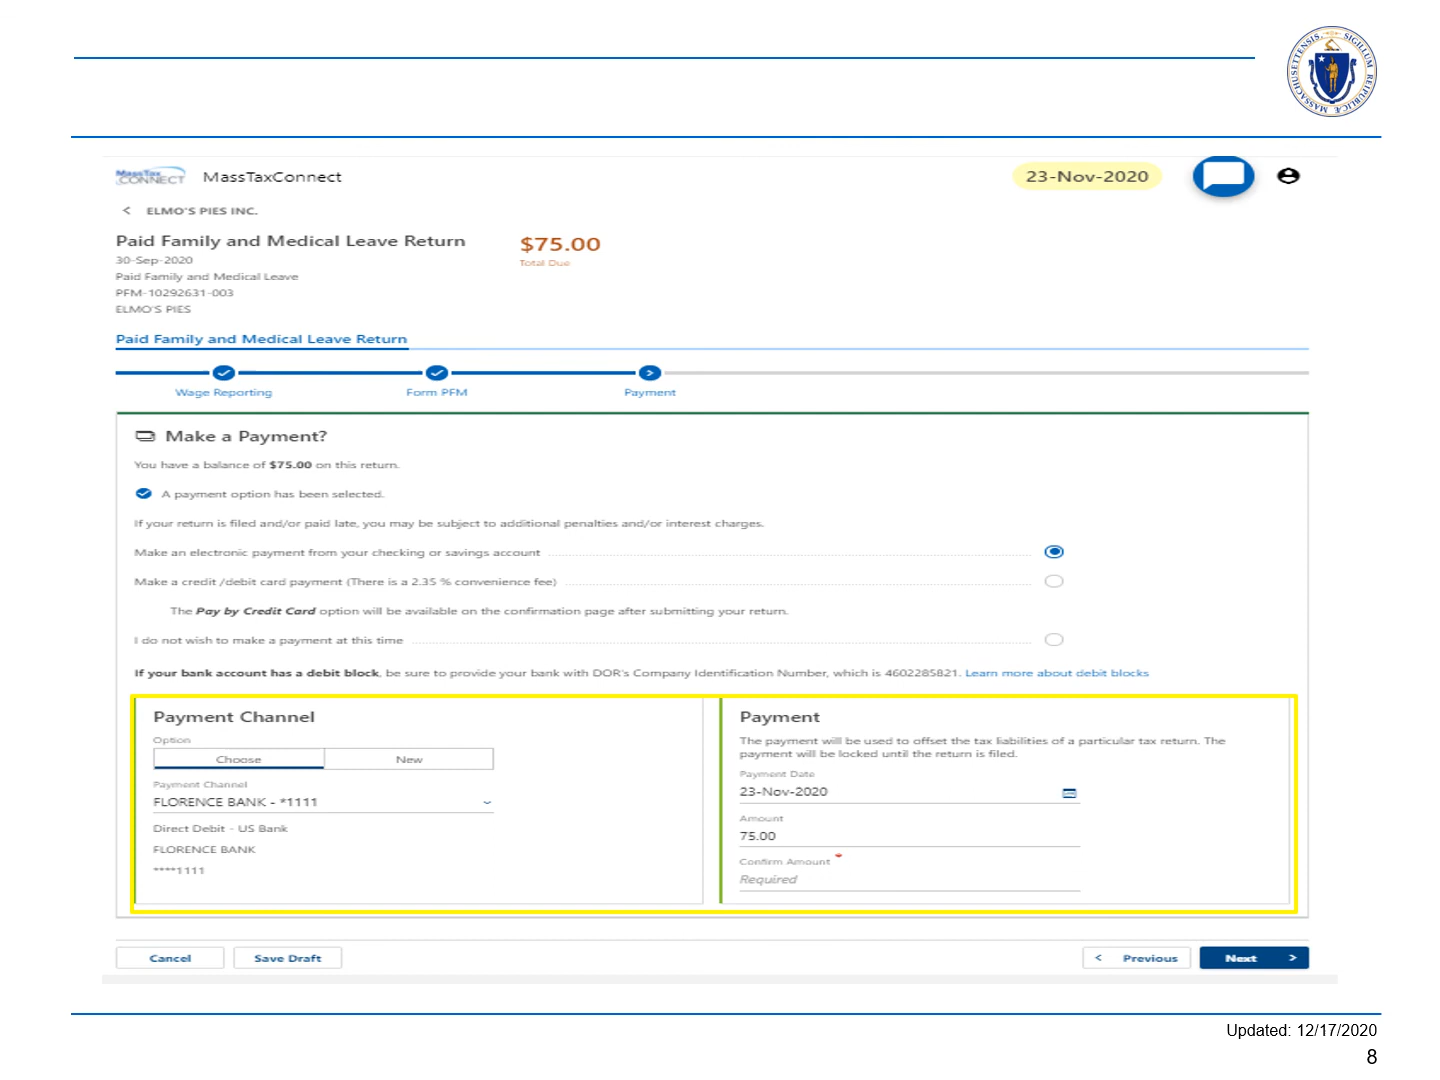 MASSACHUSETTENSIS. SIGILLUM REIPUBLICÆ
MassTax
CONNECT
MassTaxConnect
23-Nov-2020
< ELMO'S PIES INC.
Paid Family and Medical Leave Return
$75.00
30-Sep-2020
Total Due
Paid Family and Medical Leave
PFM-10292631-003
ELMO'S PIES
Paid Family and Medical Leave Return
Wage Reporting
Form PFM
Payment
Make a Payment?
You have a balance of $75.00 on this return.
A payment option has been selected.
If your return is filed and/or paid late, you may be subject to additional penalties and/or interest charges.
Make an electronic payment from your checking or savings account
Make a credit /debit card payment (There is a 2.35 % convenience fee)
The Pay by Credit Card option will be available on the confirmation page after submitting your return.
I do not wish to make a payment at this time
If your bank account has a debit block, be sure to provide your bank with DOR's Company Identification Number, which is 4602285821. Learn more about debit blocks
Payment Channel
Option
Choose
New
Payment Channel
FLORENCE BANK - *1111
Direct Debit - US Bank
FLORENCE BANK
****1111
Payment
The payment will be used to offset the tax liabilities of a particular tax return. The
payment will be locked until the return is filed.
Payment Date
23-Nov-2020
Amount
75.00
Confirm Amount *
Required
Cancel
Save Draft
< Previous
Next >
Updated: 12/17/2020
8